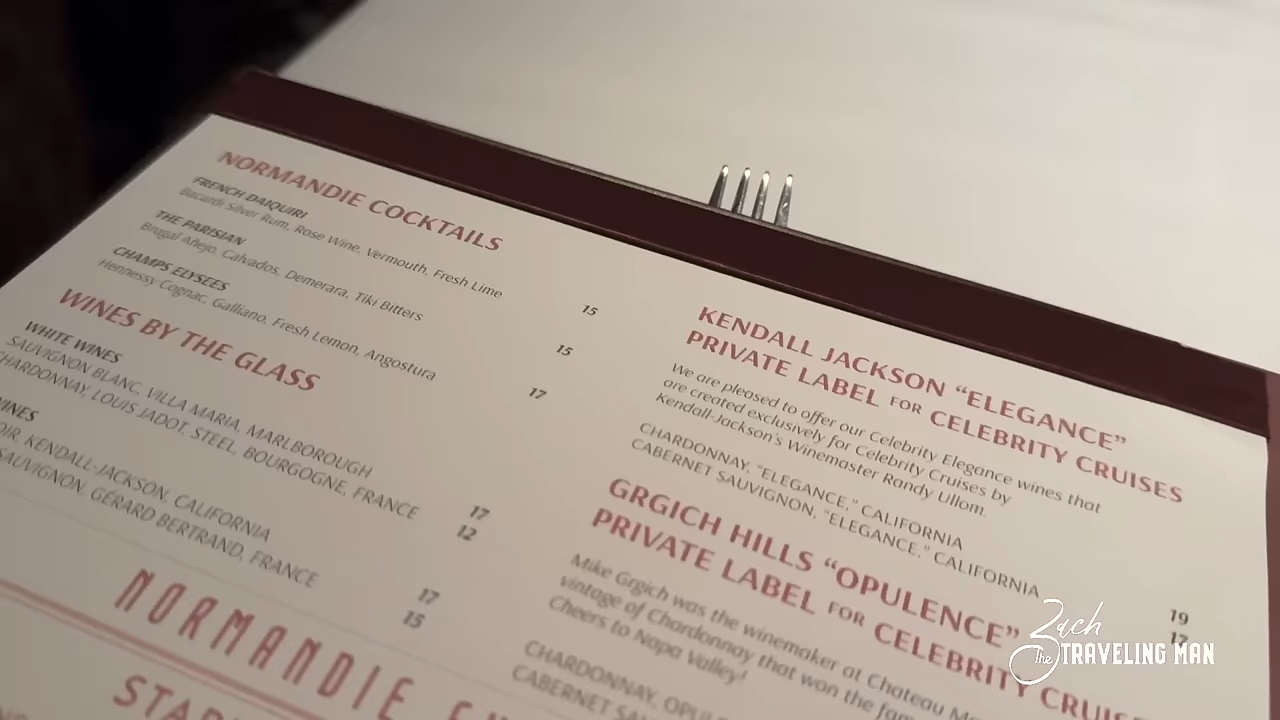 NORMANDIE COCKTAILS
FRENCH DAIQUIRI
Bacardi Silver Rum, Rose Wine, Vermouth, Fresh Lime 15
THE PARISIAN
Brugal Añejo, Calvados, Demerara, Tiki Bitters 15
CHAMPS ELYSEES
Hennessy Cognac, Galliano, Fresh Lemon, Angostura 17
WINES BY THE GLASS
WHITE WINES
SAUVIGNON BLANC, VILLA MARIA, MARLBOROUGH 17
CHARDONNAY, LOUIS JADOT, STEEL, BOURGOGNE, FRANCE 12
WINES
OIR, KENDALL-JACKSON, CALIFORNIA 17
SAUVIGNON, GÉRARD BERTRAND, FRANCE 15
NORMANDIE
KENDALL JACKSON “ELEGANCE”
PRIVATE LABEL FOR CELEBRITY CRUISES
We are pleased to offer our Celebrity Elegance wines that
are created exclusively for Celebrity Cruises by
Kendall-Jackson's Winemaster Randy Ullom.
CHARDONNAY, “ELEGANCE,” CALIFORNIA 19
CABERNET SAUVIGNON, “ELEGANCE,” CALIFORNIA
GRGICH HILLS “OPULENCE”
PRIVATE LABEL FOR CELEBRITY CRUISE
Mike Grgich was the winemaker at Chateau
vintage of Chardonnay that won the
Cheers to Napa Valley!
CHARDONNAY,
CABERNET
Zach
the TRAVELING MAN